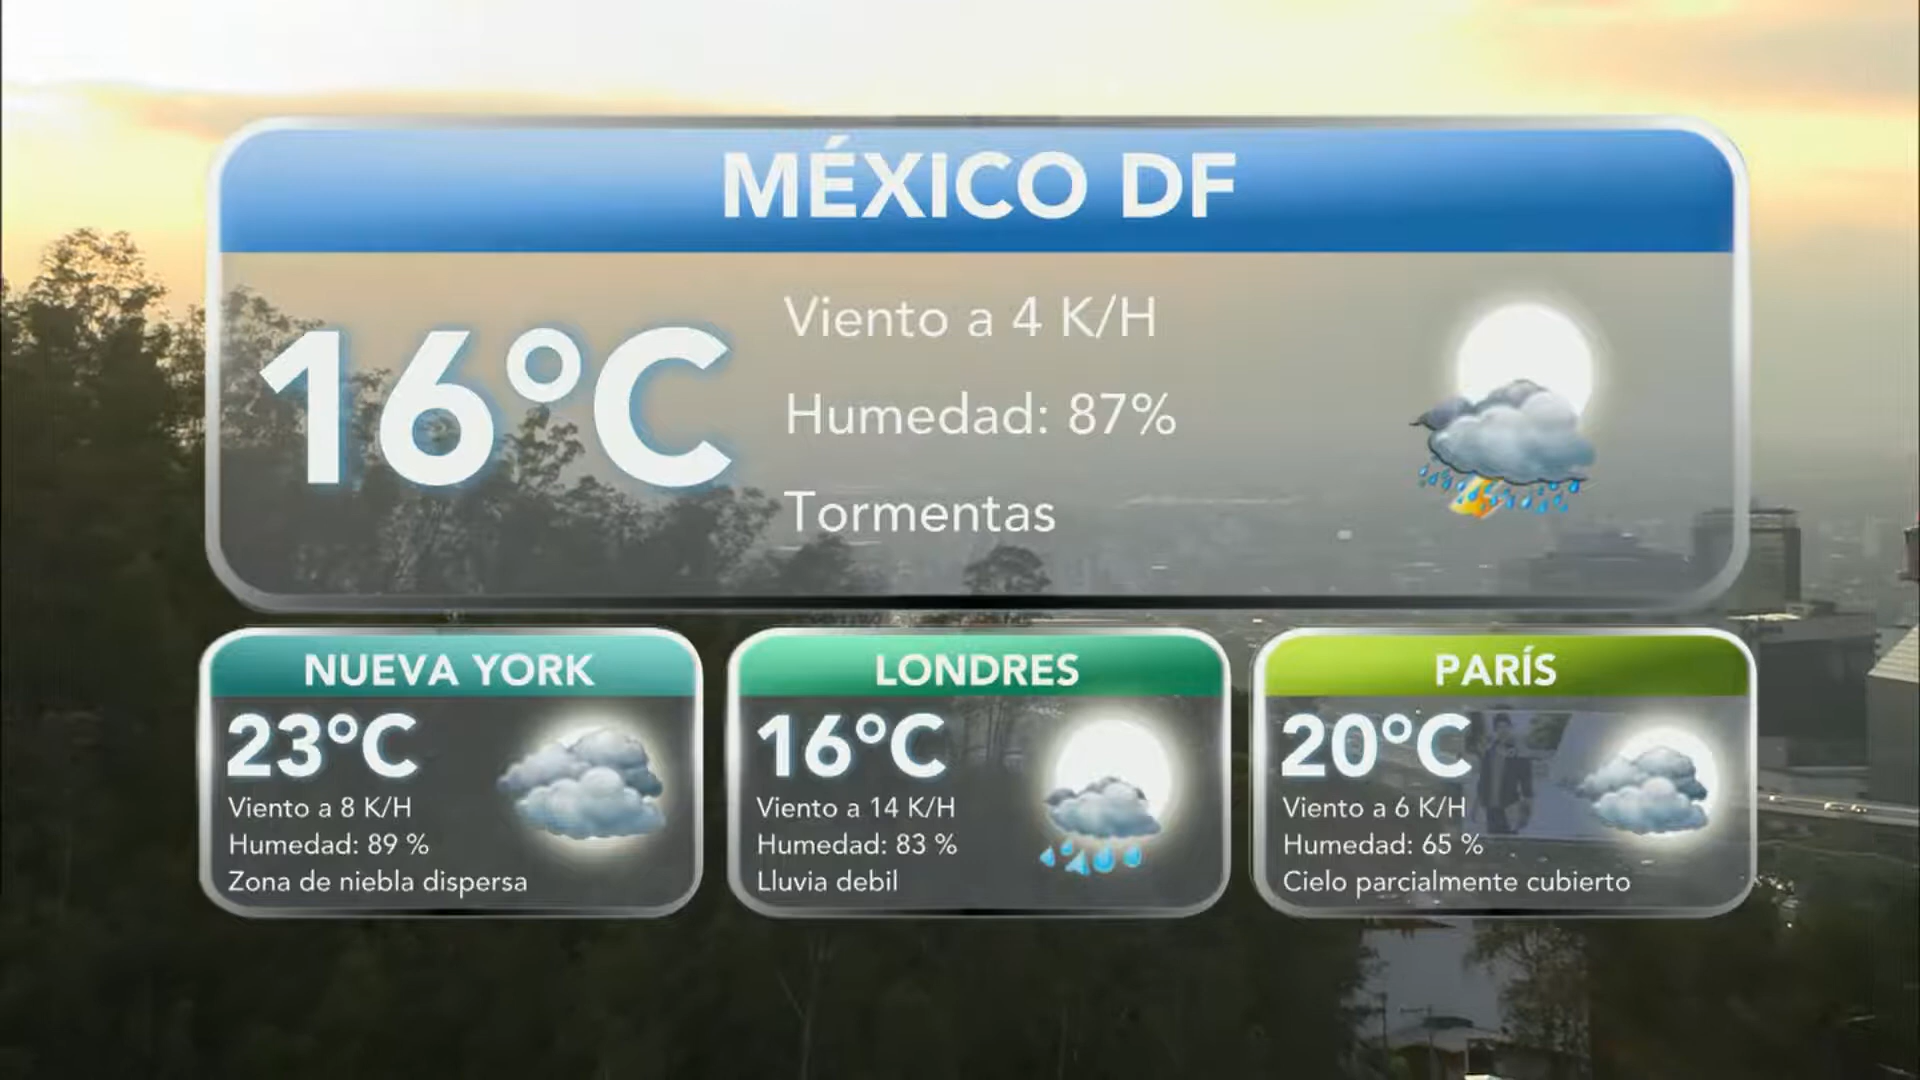 MÉXICO DF
16°C
Viento a 4 K/H
Humedad: 87%
Tormentas
NUEVA YORK
23°C
Viento a 8 K/H
Humedad: 89 %
Zona de niebla dispersa
LONDRES
16°C
Viento a 14 K/H
Humedad: 83 %
Lluvia debil
PARÍS
20°C
Viento a 6 K/H
Humedad: 65 %
Cielo parcialmente cubierto